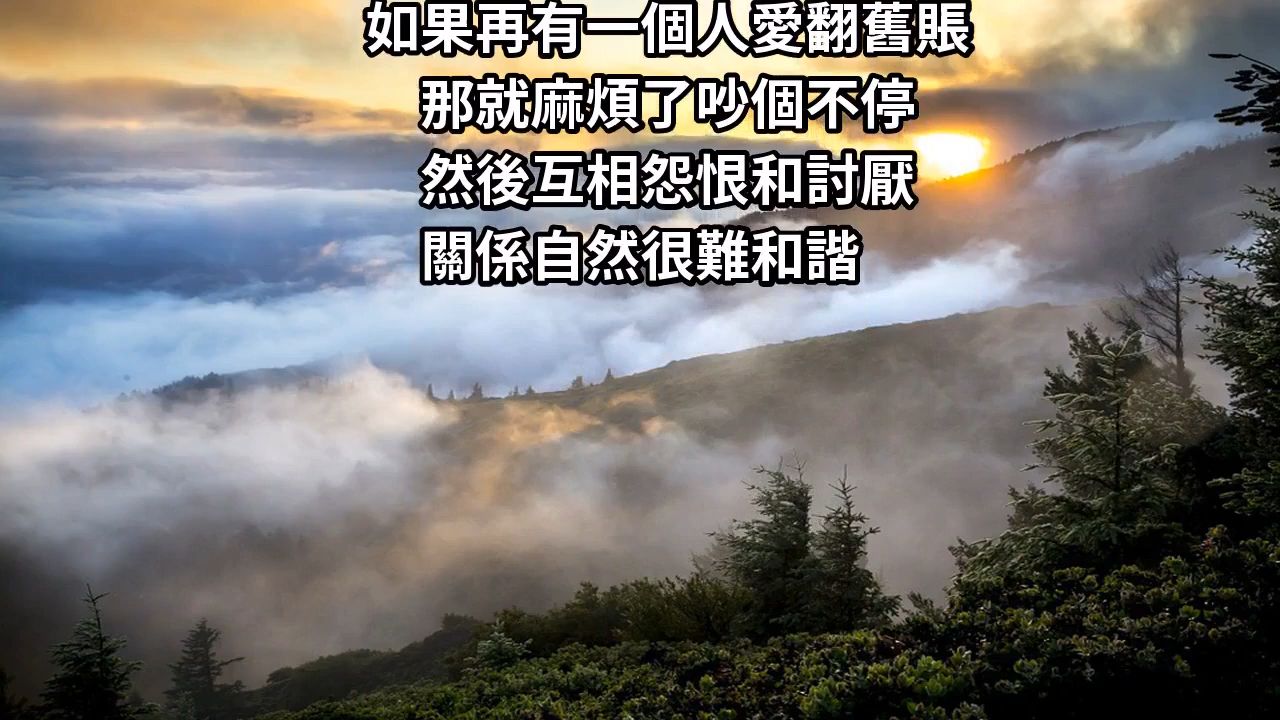 如果再有一個人愛翻舊賬
那就麻煩了吵個不停
然後互相怨恨和討厭
關係自然很難和諧